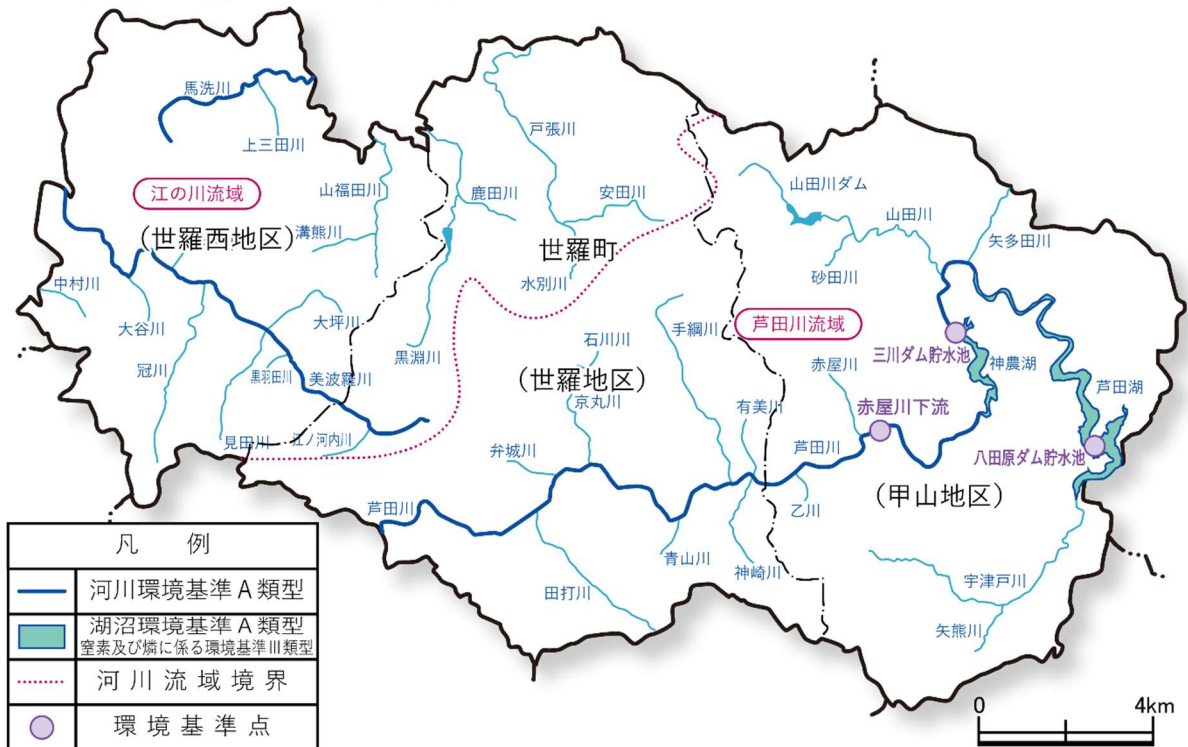 馬洗川
上三田川
江の川流域
(世羅西地区)
山福田川
溝熊川
鹿田川
戸張川
安田川
世羅町
水別川
黒淵川
中村川
大谷川
冠川
大坪川
黒羽田川
美波羅川
見田川
江ノ河内川
山田川ダム
山田川
矢多田川
砂田川
芦田川流域
手綱川
石川川
(世羅地区)
京丸川
赤屋川
三川ダム貯水池
神農湖
芦田湖
有美川
赤屋川下流
八田原ダム貯水池
弁城川
芦田川
芦田川
(甲山地区)
乙川
青山川
神崎川
田打川
宇津戸川
矢熊川
凡 例
河川環境基準A類型
湖沼環境基準A類型
窒素及び燐に係る環境基準Ⅲ類型
河川流域境界
環境基準点
0 4km